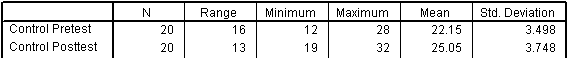 N Range Minimum Maximum Mean Std. Deviation
Control Pretest 20 16 12 28 22.15 3.498
Control Posttest 20 13 19 32 25.05 3.748